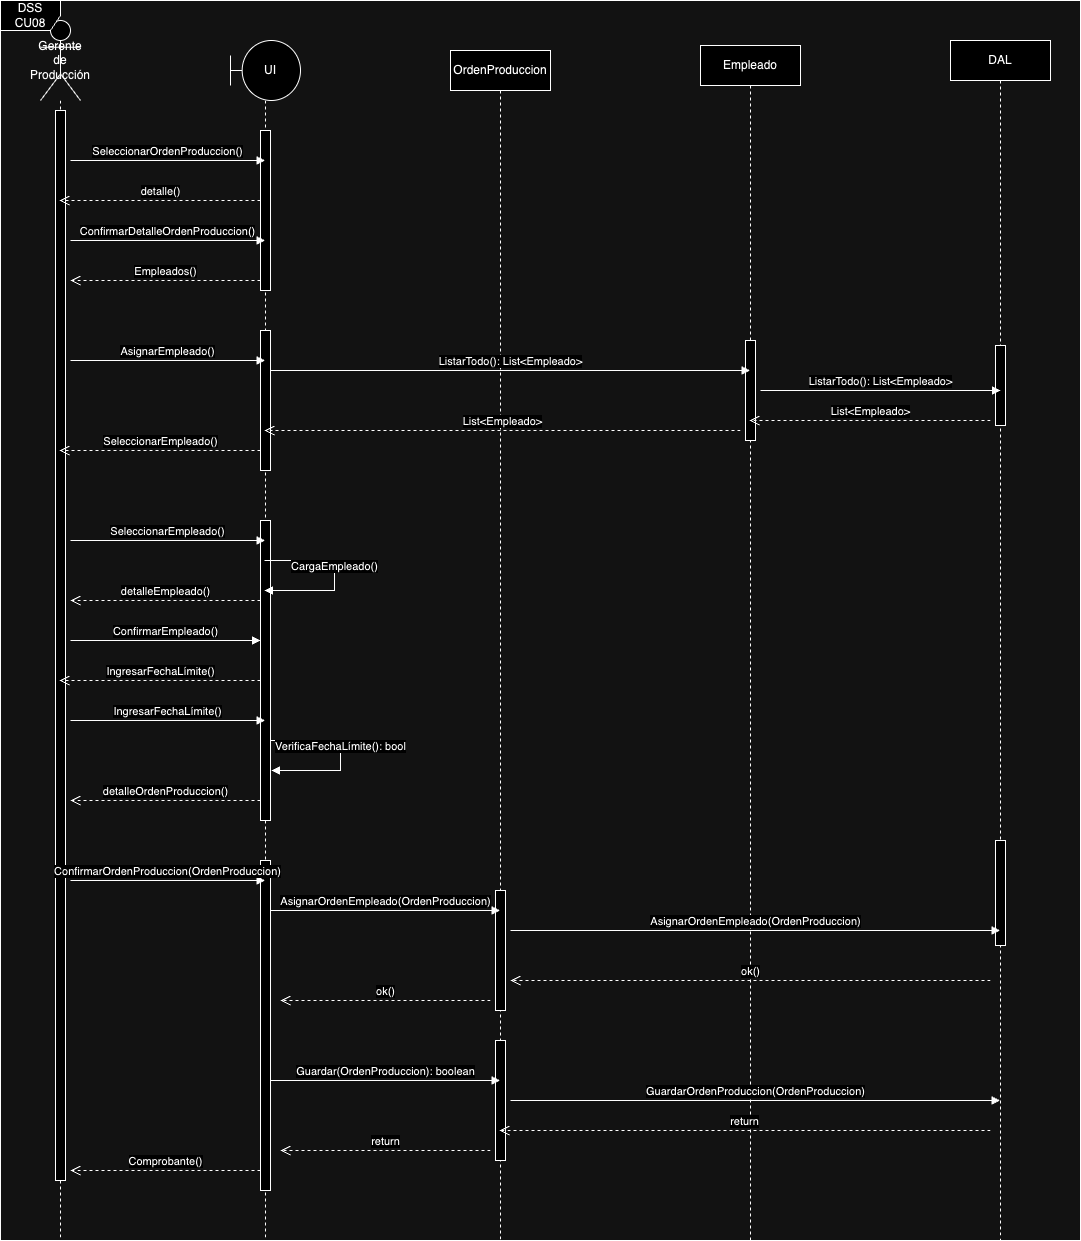 DSS
CU08
Gerente
de
Producción
UI
OrdenProduccion
Empleado
DAL
SeleccionarOrdenProduccion()
detalle()
ConfirmarDetalleOrdenProduccion()
Empleados()
AsignarEmpleado()
ListarTodo(): List<Empleado>
ListarTodo(): List<Empleado>
List<Empleado>
List<Empleado>
SeleccionarEmpleado()
SeleccionarEmpleado()
CargaEmpleado()
detalleEmpleado()
ConfirmarEmpleado()
IngresarFechaLímite()
IngresarFechaLímite()
VerificaFechaLímite(): bool
detalleOrdenProduccion()
ConfirmarOrdenProduccion(OrdenProduccion)
AsignarOrdenEmpleado(OrdenProduccion)
AsignarOrdenEmpleado(OrdenProduccion)
ok()
ok()
Guardar(OrdenProduccion): boolean
GuardarOrdenProduccion(OrdenProduccion)
return
return
Comprobante()